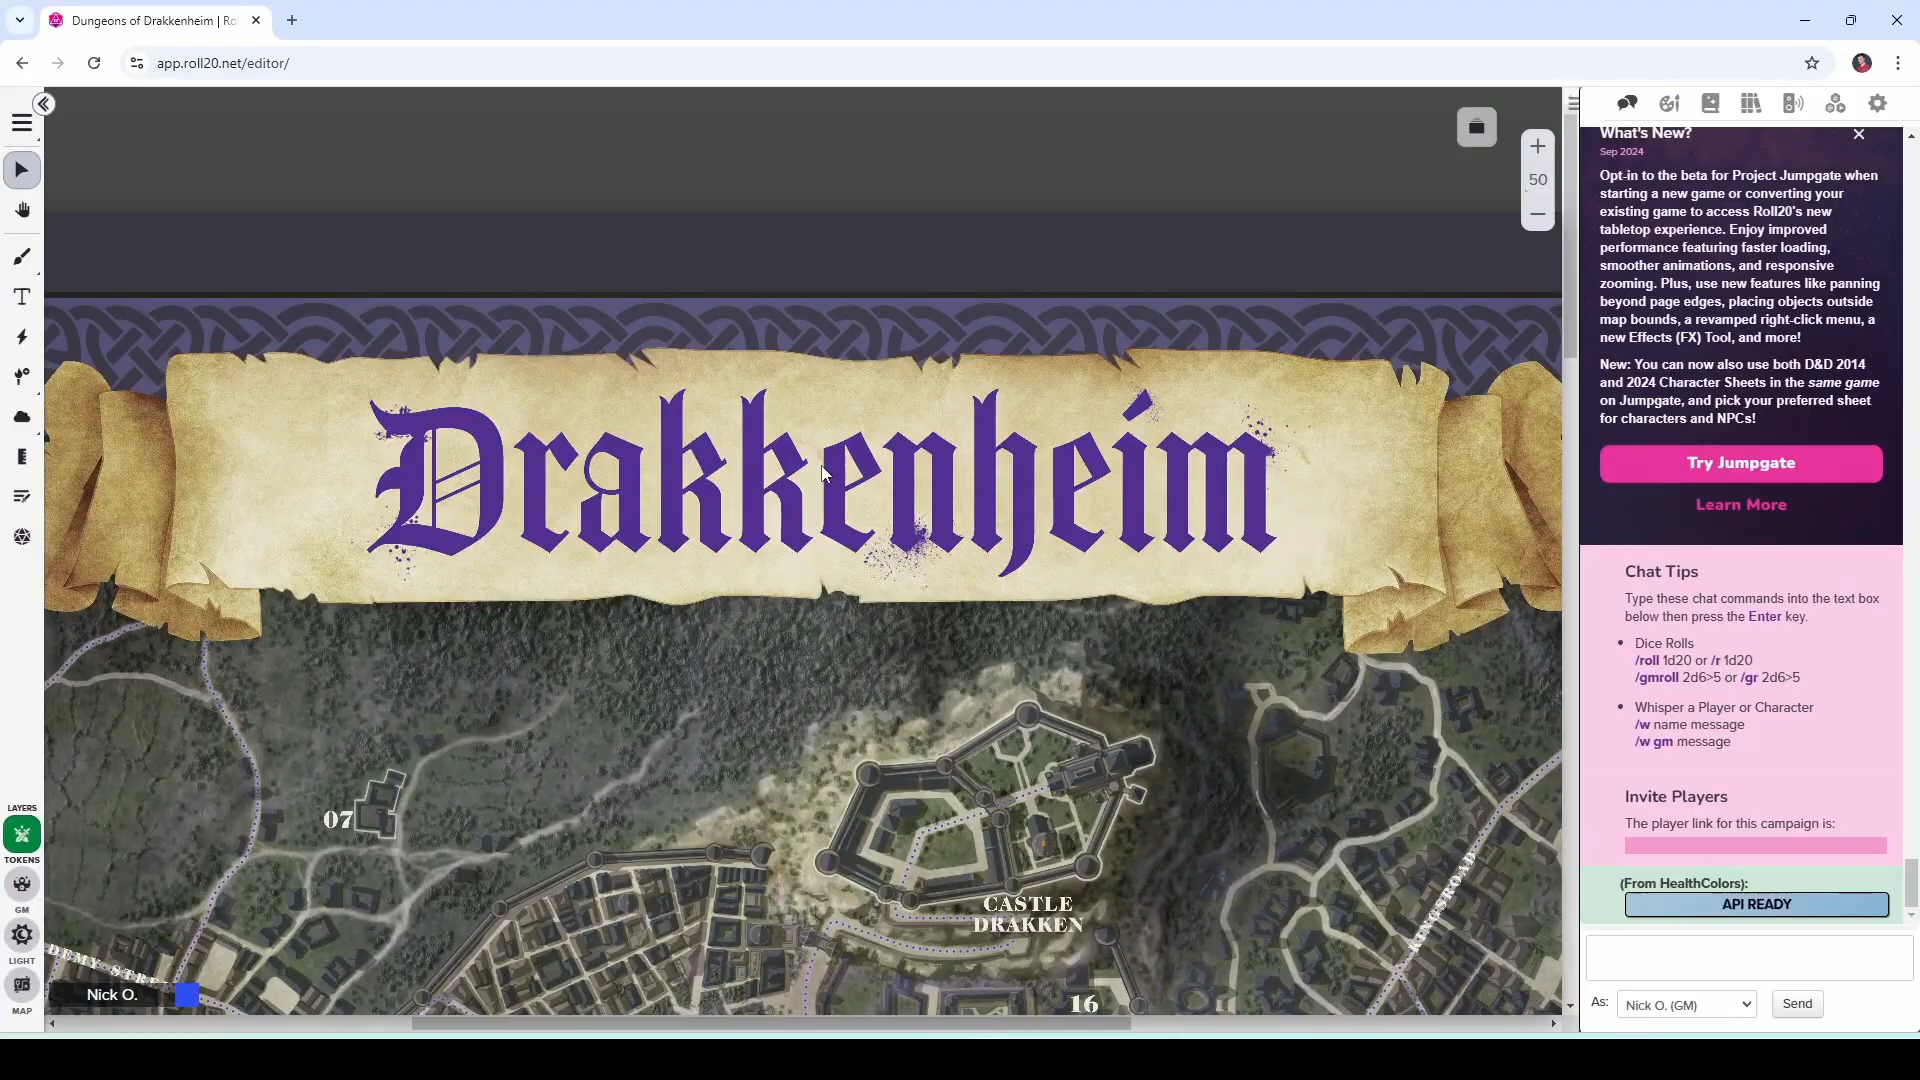 Dungeons of Drakkenheim | Ro
app.roll20.net/editor/
50
Drakkenheim
07
CASTLE
DRAKKEN
KINGSROAD
16
DEMY STRE
LAYERS
TOKENS
GM
LIGHT
MAP
Nick O.
What's New?
Sep 2024
Opt-in to the beta for Project Jumpgate when
starting a new game or converting your
existing game to access Roll20's new
tabletop experience. Enjoy improved
performance featuring faster loading,
smoother animations, and responsive
zooming. Plus, use new features like panning
beyond page edges, placing objects outside
map bounds, a revamped right-click menu, a
new Effects (FX) Tool, and more!
New: You can now also use both D&D 2014
and 2024 Character Sheets in the same game
on Jumpgate, and pick your preferred sheet
for characters and NPCs!
Try Jumpgate
Learn More
Chat Tips
Type these chat commands into the text box
below then press the Enter key.
• Dice Rolls
/roll 1d20 or /r 1d20
/gmroll 2d6>5 or /gr 2d6>5
• Whisper a Player or Character
/w name message
/w gm message
Invite Players
The player link for this campaign is:
(From HealthColors):
API READY
As:
Nick O. (GM)
Send